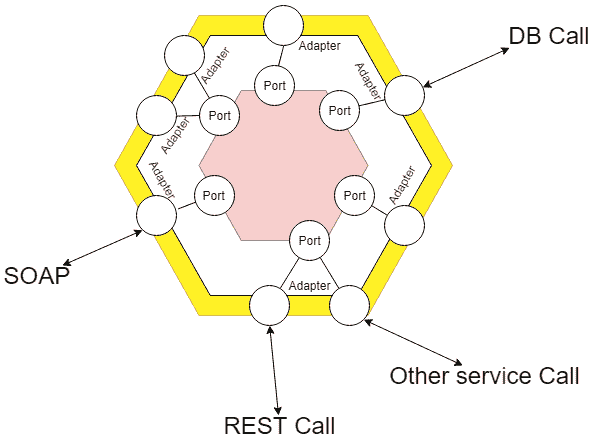 DB Call
Adapter
Adapter
Adapter
Port
Port
Port
Adapter
Adapter
Adapter
Port
Port
Port
SOAP
Adapter
Other service Call
REST Call